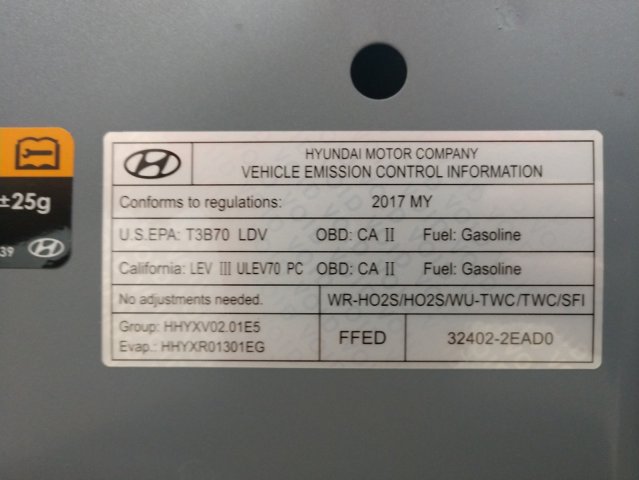 HYUNDAI MOTOR COMPANY
VEHICLE EMISSION CONTROL INFORMATION
Conforms to regulations: 2017 MY
U.S.EPA: T3B70 LDV OBD: CA II Fuel: Gasoline
California: LEV III ULEV70 PC OBD: CA II Fuel: Gasoline
No adjustments needed. WR-HO2S/HO2S/WU-TWC/TWC/SFI
Group: HHYXV02.01E5
Evap.: HHYXR01301EG
FFED
32402-2EAD0
±25g
39